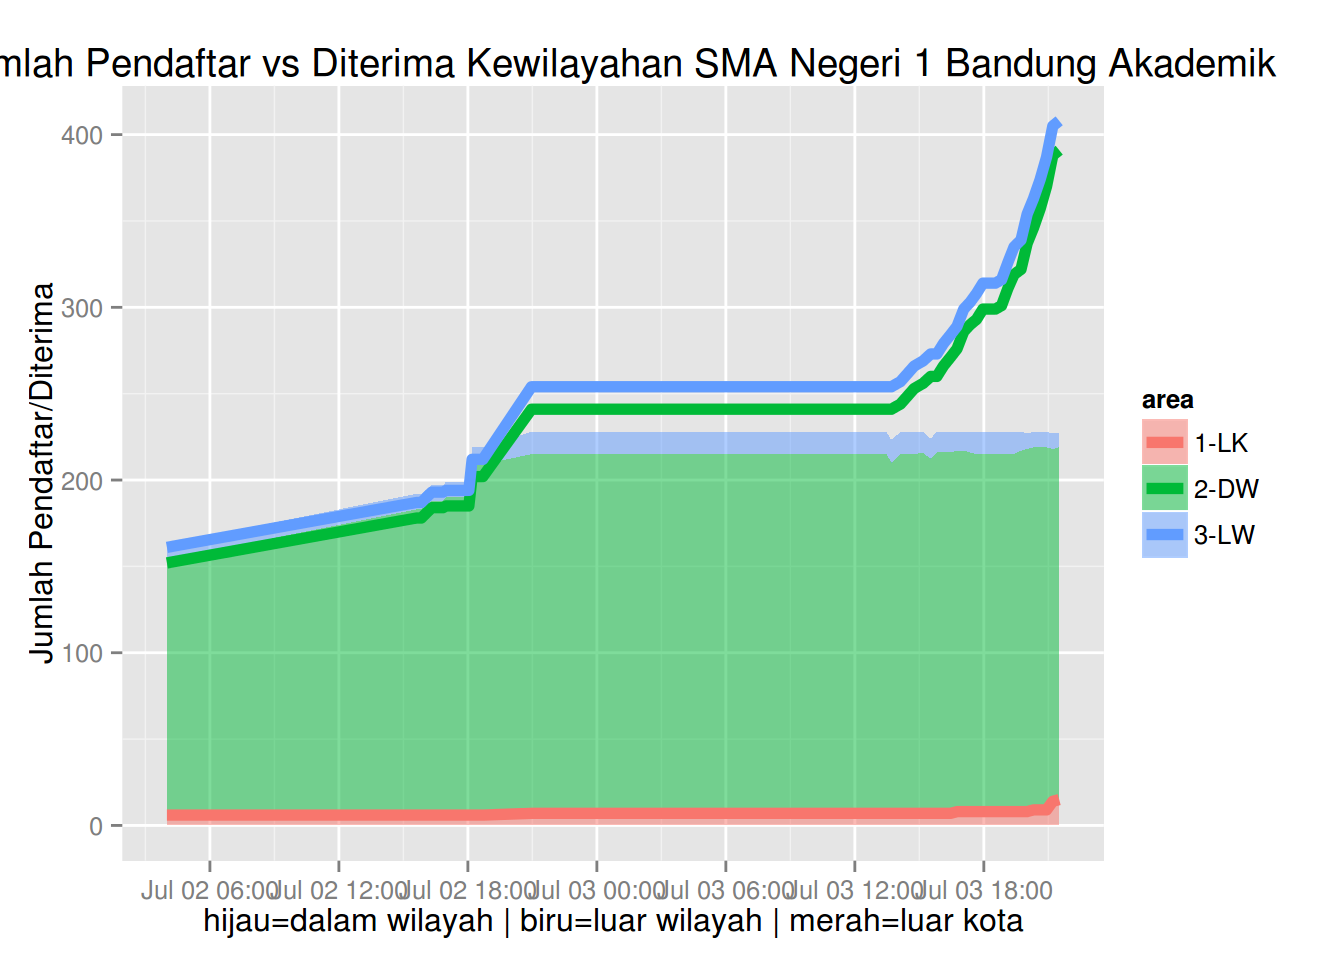 mlah Pendaftar vs Diterima Kewilayahan SMA Negeri 1 Bandung Akademik
Jumlah Pendaftar/Diterima
400
300
200
100
0
Jul 02 06:00
Jul 02 12:00
Jul 02 18:00
Jul 03 00:00
Jul 03 06:00
Jul 03 12:00
Jul 03 18:00
hijau=dalam wilayah | biru=luar wilayah | merah=luar kota
area
1-LK
2-DW
3-LW